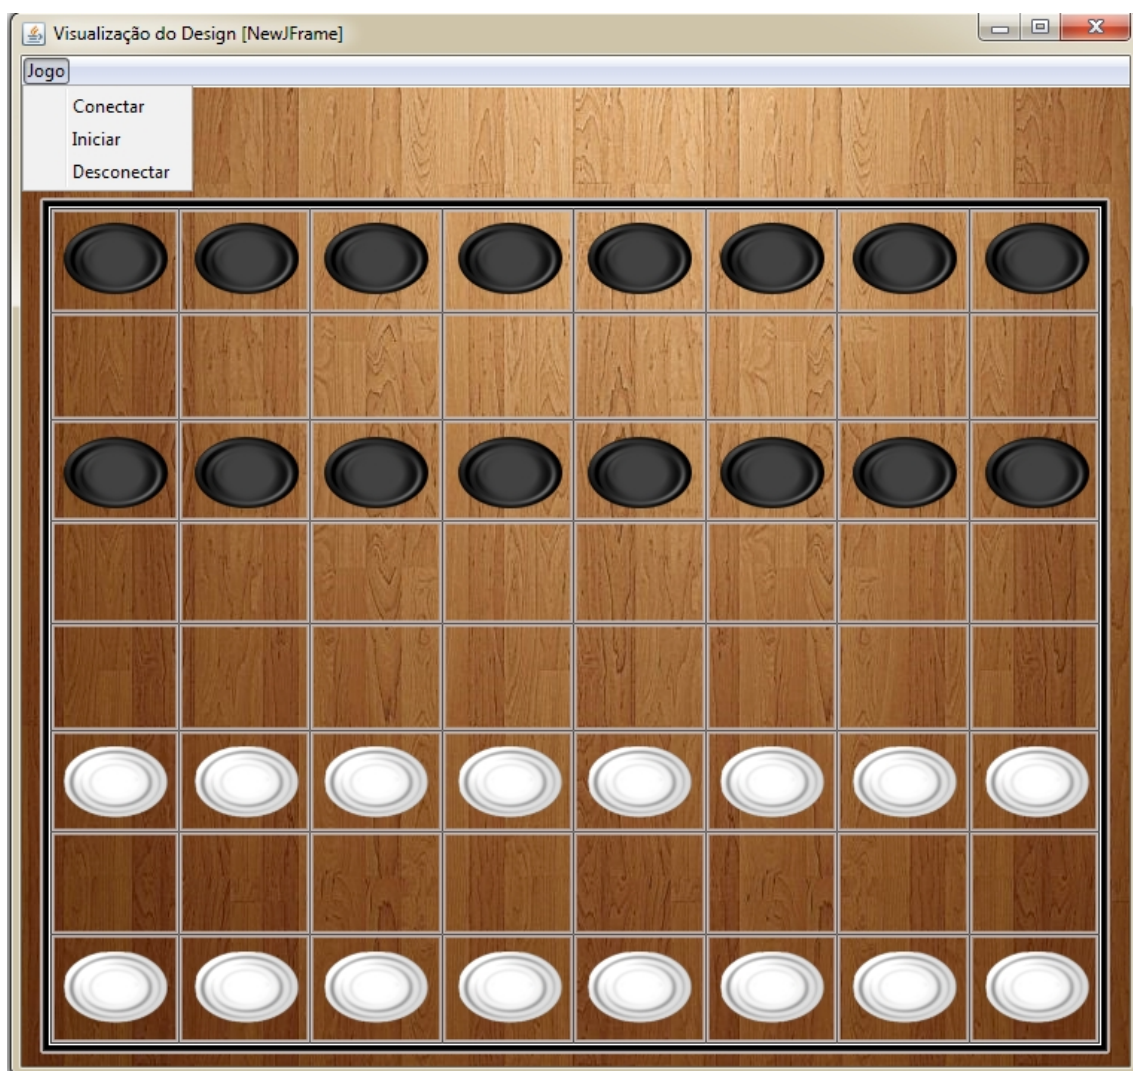 Visualização do Design [NewJFrame]
Jogo
Conectar
Iniciar
Desconectar